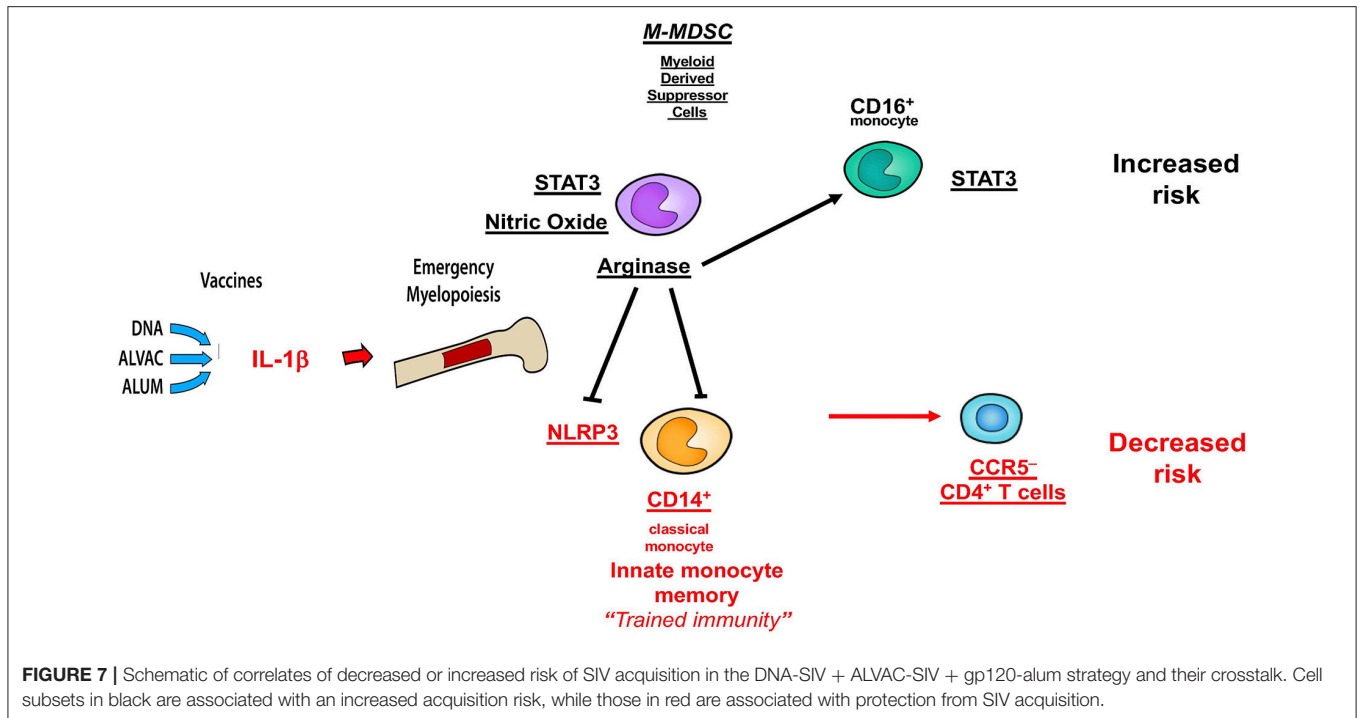 M-MDSC
Myeloid
Derived
Suppressor
Cells
CD16+
monocyte
STAT3
Increased
risk
STAT3
Nitric Oxide
Arginase
Vaccines
DNA
ALVAC
ALUM
IL-1β
Emergency
Myelopoiesis
NLRP3
CD14+
classical
monocyte
Innate monocyte
memory
“Trained immunity”
CCR5–
CD4+ T cells
Decreased
risk
FIGURE 7 | Schematic of correlates of decreased or increased risk of SIV acquisition in the DNA-SIV + ALVAC-SIV + gp120-alum strategy and their crosstalk. Cell
subsets in black are associated with an increased acquisition risk, while those in red are associated with protection from SIV acquisition.